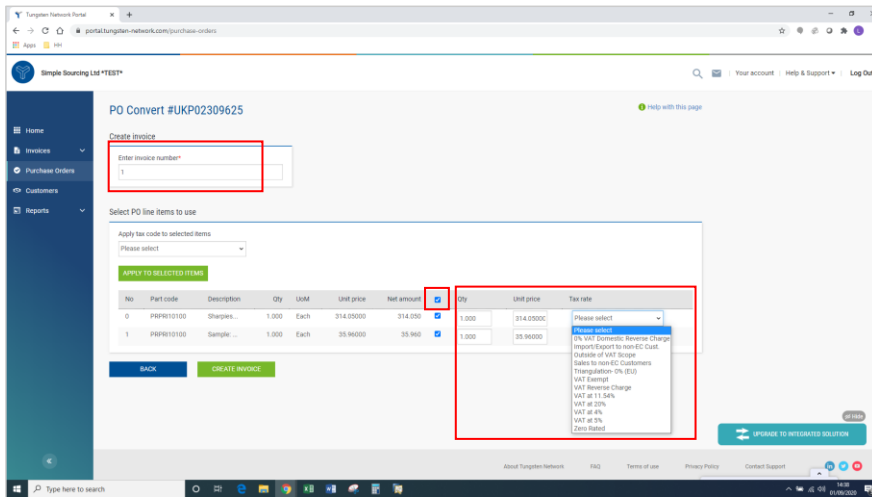 Tungsten Network Portal
portal.tungsten-network.com/purchase-orders
Apps HH
Simple Sourcing Ltd *TEST*
Your account Help & Support Log Out
PO Convert #UKP02309625
Help with this page
Home
Invoices
Purchase Orders
Customers
Reports
Create invoice
Enter invoice number*
1
Select PO line items to use
Apply tax code to selected items
Please select
APPLY TO SELECTED ITEMS
No Part code Description Qty UoM Unit price Net amount Qty Unit price Tax rate
0 PRPRI10100 Sharpies... 1.000 Each 314.05000 314.050 1.000 314.0500 Please select
1 PRPRI10100 Sample: ... 1.000 Each 35.96000 35.960 1.000 35.96000
Please select
0% VAT Domestic Reverse Charge
Import/Export to non-EC Cust.
Outside of VAT Scope
Sales to non-EC Customers
Triangulation- 0% (EU)
VAT Exempt
VAT Reverse Charge
VAT at 11.54%
VAT at 20%
VAT at 4%
VAT at 5%
Zero Rated
BACK CREATE INVOICE
Hide
UPGRADE TO INTEGRATED SOLUTION
About Tungsten Network FAQ Terms of use Privacy Policy Contact Support
Type here to search
14:38
01/09/2020